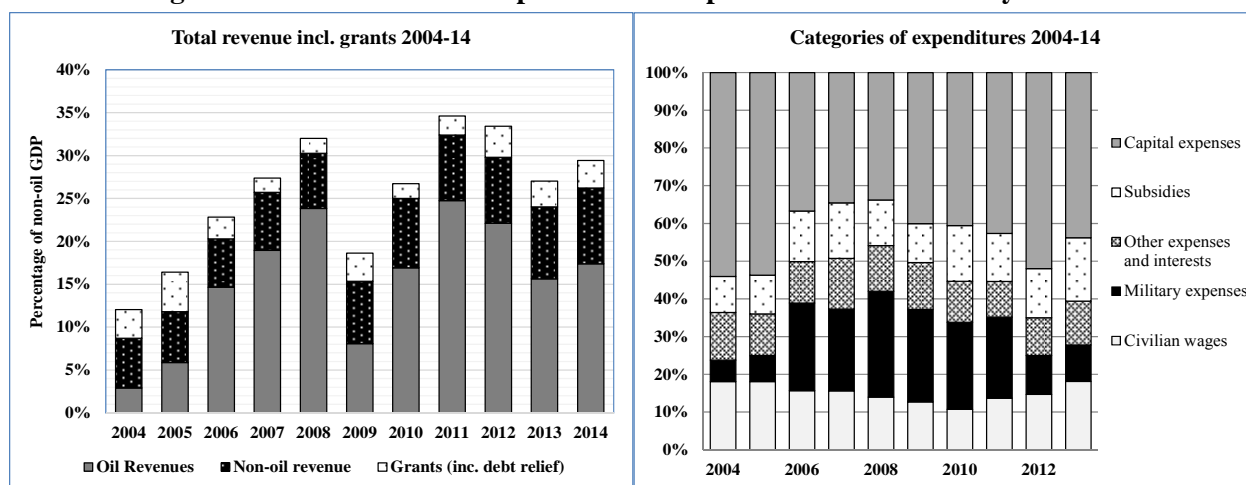 Total revenue incl. grants 2004-14
Percentage of non-oil GDP
40%
35%
30%
25%
20%
15%
10%
5%
0%
2004 2005 2006 2007 2008 2009 2010 2011 2012 2013 2014
Oil Revenues Non-oil revenue Grants (inc. debt relief)
Categories of expenditures 2004-14
100%
90%
80%
70%
60%
50%
40%
30%
20%
10%
0%
2004 2006 2008 2010 2012
Capital expenses
Subsidies
Other expenses
and interests
Military expenses
Civilian wages